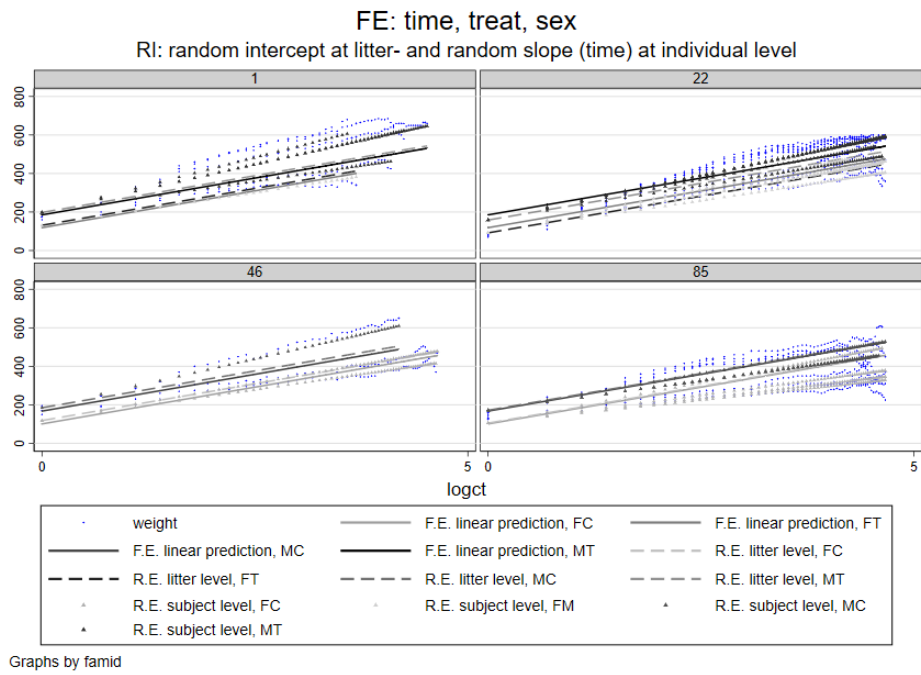 FE: time, treat, sex
RI: random intercept at litter- and random slope (time) at individual level
1 22
800
600
400
200
0
46 85
800
600
400
200
0
0 5 0 5
logct
weight F.E. linear prediction, FC F.E. linear prediction, FT
F.E. linear prediction, MC F.E. linear prediction, MT R.E. litter level, FC
R.E. litter level, FT R.E. litter level, MC R.E. litter level, MT
R.E. subject level, FC R.E. subject level, FM R.E. subject level, MC
R.E. subject level, MT
Graphs by famid